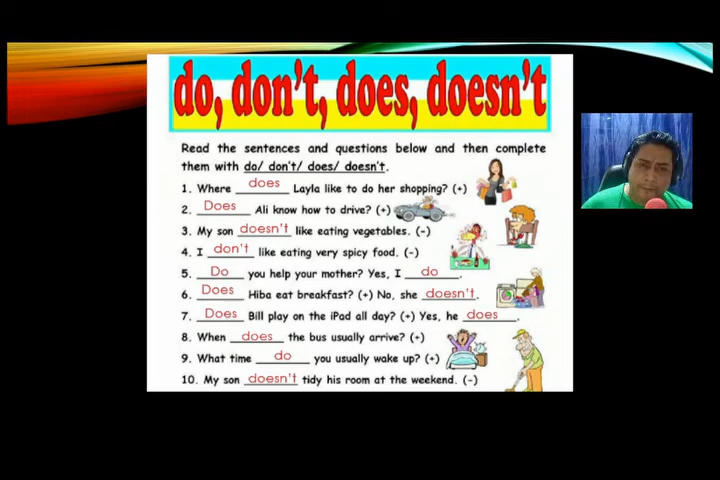 do, don't, does, doesn't
Read the sentences and questions below and then complete
them with do/ don't/ does/ doesn't.
1. Where does Layla like to do her shopping? (+)
2. Does Ali know how to drive? (+)
3. My son doesn't like eating vegetables. (-)
4. I don't like eating very spicy food. (-)
5. Do you help your mother? Yes, I do.
6. Does Hiba eat breakfast? (+) No, she doesn't.
7. Does Bill play on the iPad all day? (+) Yes, he does.
8. When does the bus usually arrive? (+)
9. What time do you usually wake up? (+)
10. My son doesn't tidy his room at the weekend. (-)